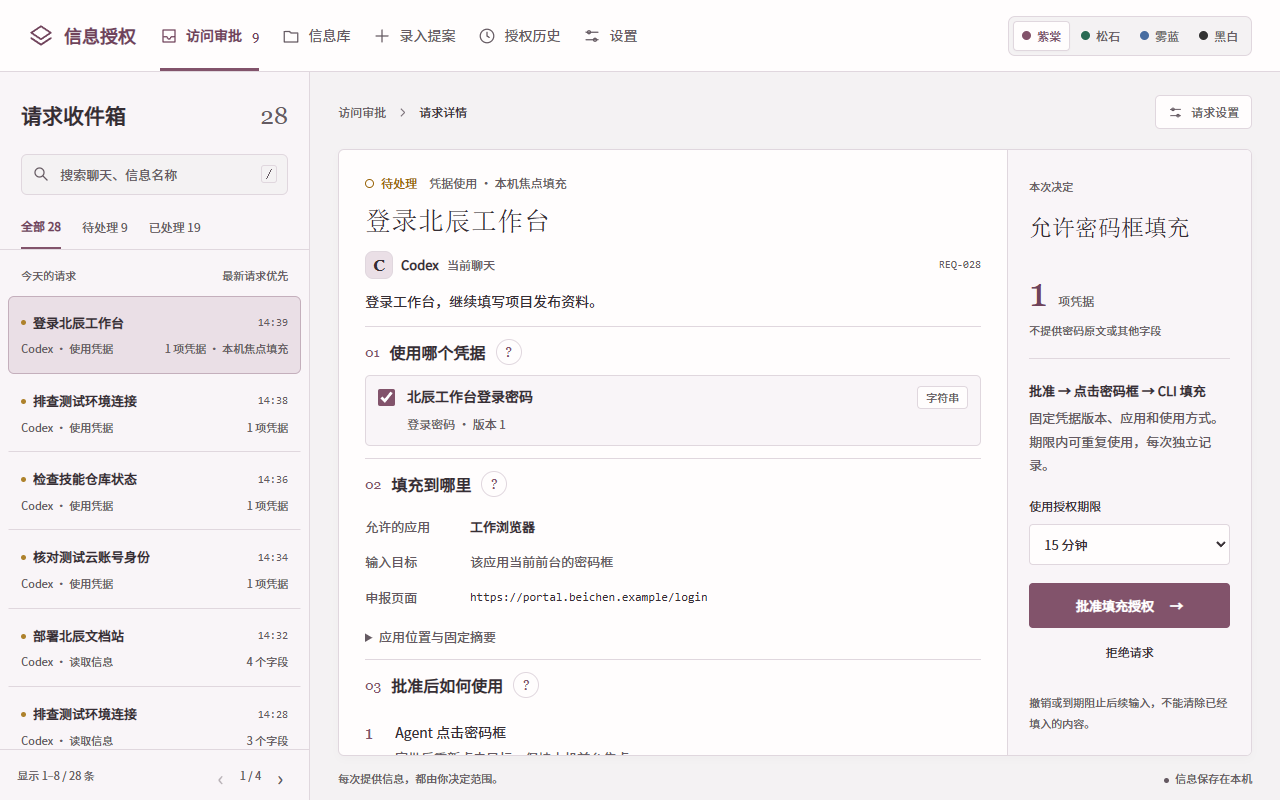 信息授权
访问审批 9
信息库
录入提案
授权历史
设置
紫棠
松石
雾蓝
黑白
请求收件箱 28
搜索聊天、信息名称 /
全部 28 待处理 9 已处理 19
今天的请求 最新请求优先
登录北辰工作台 14:39
Codex · 使用凭据 1 项凭据 · 本机焦点填充
排查测试环境连接 14:38
Codex · 使用凭据 1 项凭据
检查技能仓库状态 14:36
Codex · 使用凭据 1 项凭据
核对测试云账号身份 14:34
Codex · 使用凭据 1 项凭据
部署北辰文档站 14:32
Codex · 读取信息 4 个字段
排查测试环境连接 14:28
Codex · 读取信息 3 个字段
显示 1–8 / 28 条 ‹ 1 / 4 ›
访问审批 > 请求详情
请求设置
待处理 凭据使用 · 本机焦点填充
登录北辰工作台
C Codex 当前聊天 REQ-028
登录工作台，继续填写项目发布资料。
01 使用哪个凭据 ?
北辰工作台登录密码 字符串
登录密码 · 版本 1
02 填充到哪里 ?
允许的应用 工作浏览器
输入目标 该应用当前前台的密码框
申报页面 https://portal.beichen.example/login
▶ 应用位置与固定摘要
03 批准后如何使用 ?
1 Agent 点击密码框
本次决定
允许密码框填充
1 项凭据
不提供密码原文或其他字段
批准 → 点击密码框 → CLI 填充
固定凭据版本、应用和使用方式。
期限内可重复使用，每次独立记
录。
使用授权期限
15 分钟
批准填充授权 →
拒绝请求
撤销或到期阻止后续输入，不能清除已经
填入的内容。
每次提供信息，都由你决定范围。
信息保存在本机